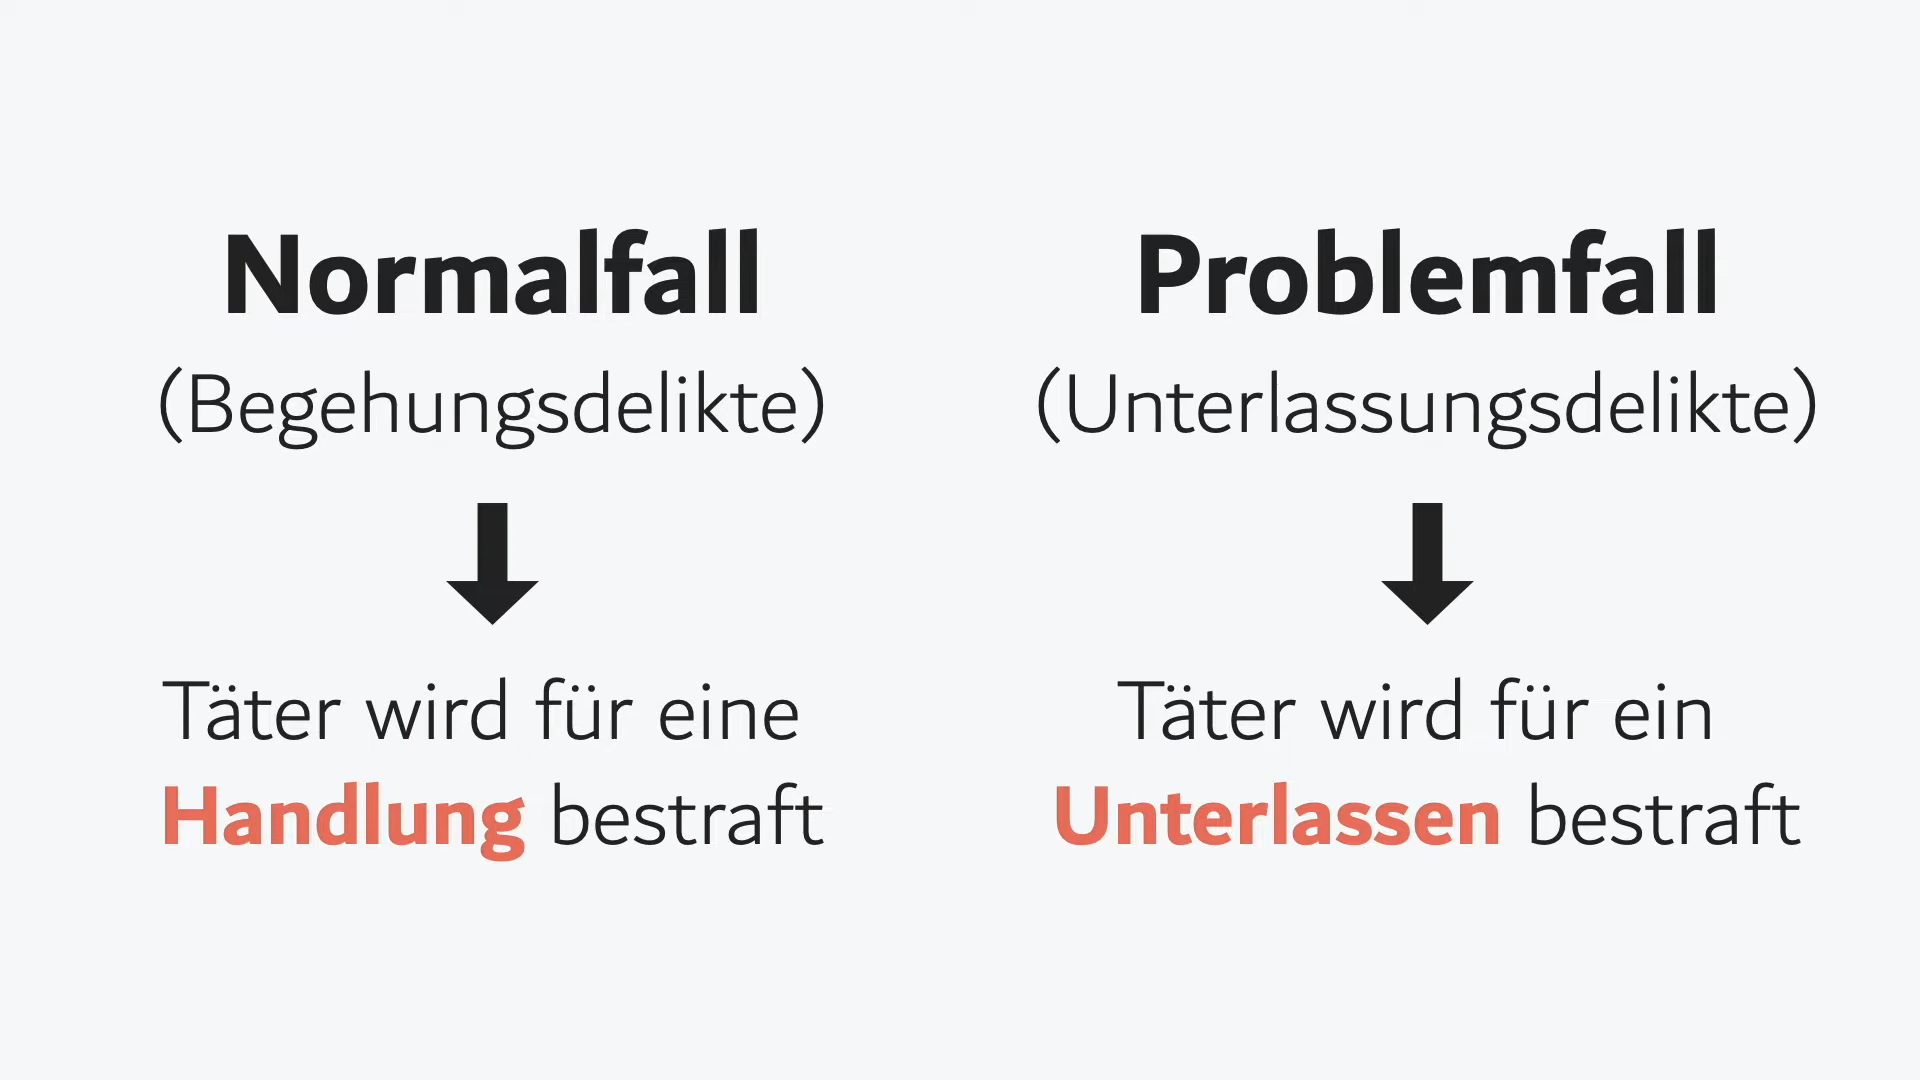 Normalfall
(Begehungsdelikte)
Täter wird für eine
Handlung bestraft
Problemfall
(Unterlassungsdelikte)
Täter wird für ein
Unterlassen bestraft